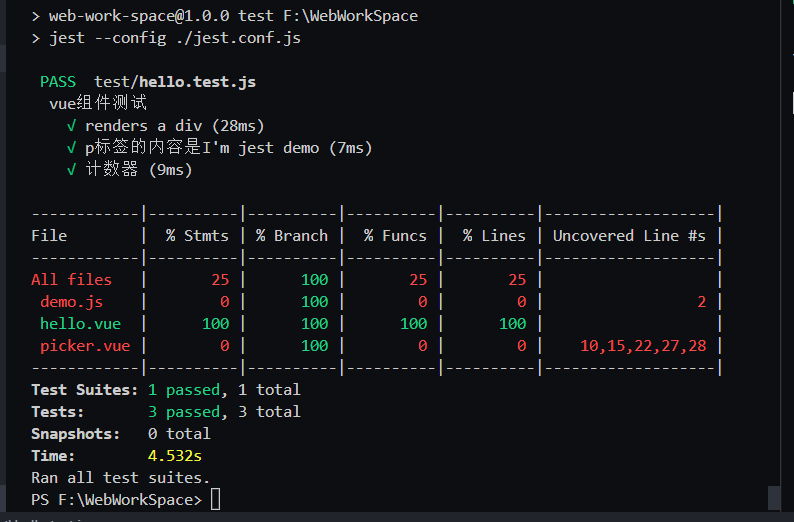 > web-work-space@1.0.0 test F:\WebWorkSpace
> jest --config ./jest.conf.js
PASS test/hello.test.js
vue组件测试
√ renders a div (28ms)
√ p标签的内容是I'm jest demo (7ms)
√ 计数器 (9ms)
------------|----------|----------|----------|----------|-------------------|
File | % Stmts | % Branch | % Funcs | % Lines | Uncovered Line #s |
------------|----------|----------|----------|----------|-------------------|
All files | 25 | 100 | 25 | 25 | |
demo.js | 0 | 100 | 0 | 0 | 2 |
hello.vue | 100 | 100 | 100 | 100 | |
picker.vue | 0 | 100 | 0 | 0 | 10,15,22,27,28 |
------------|----------|----------|----------|----------|-------------------|
Test Suites: 1 passed, 1 total
Tests: 3 passed, 3 total
Snapshots: 0 total
Time: 4.532s
Ran all test suites.
PS F:\WebWorkSpace>